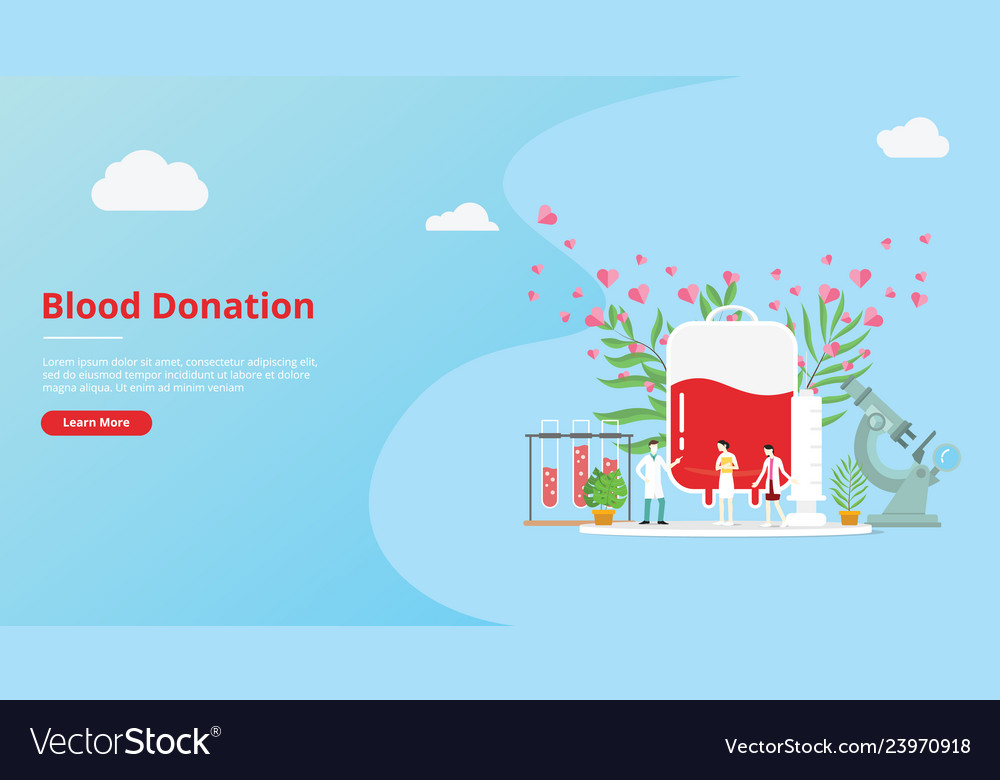 Blood Donation
Lorem ipsum dolor sit amet, consectetur adipiscing elit,
sed do eiusmod tempor incididunt ut labore et dolore
magna aliqua. Ut enim ad minim veniam
Learn More
VectorStock®
VectorStock.com/23970918